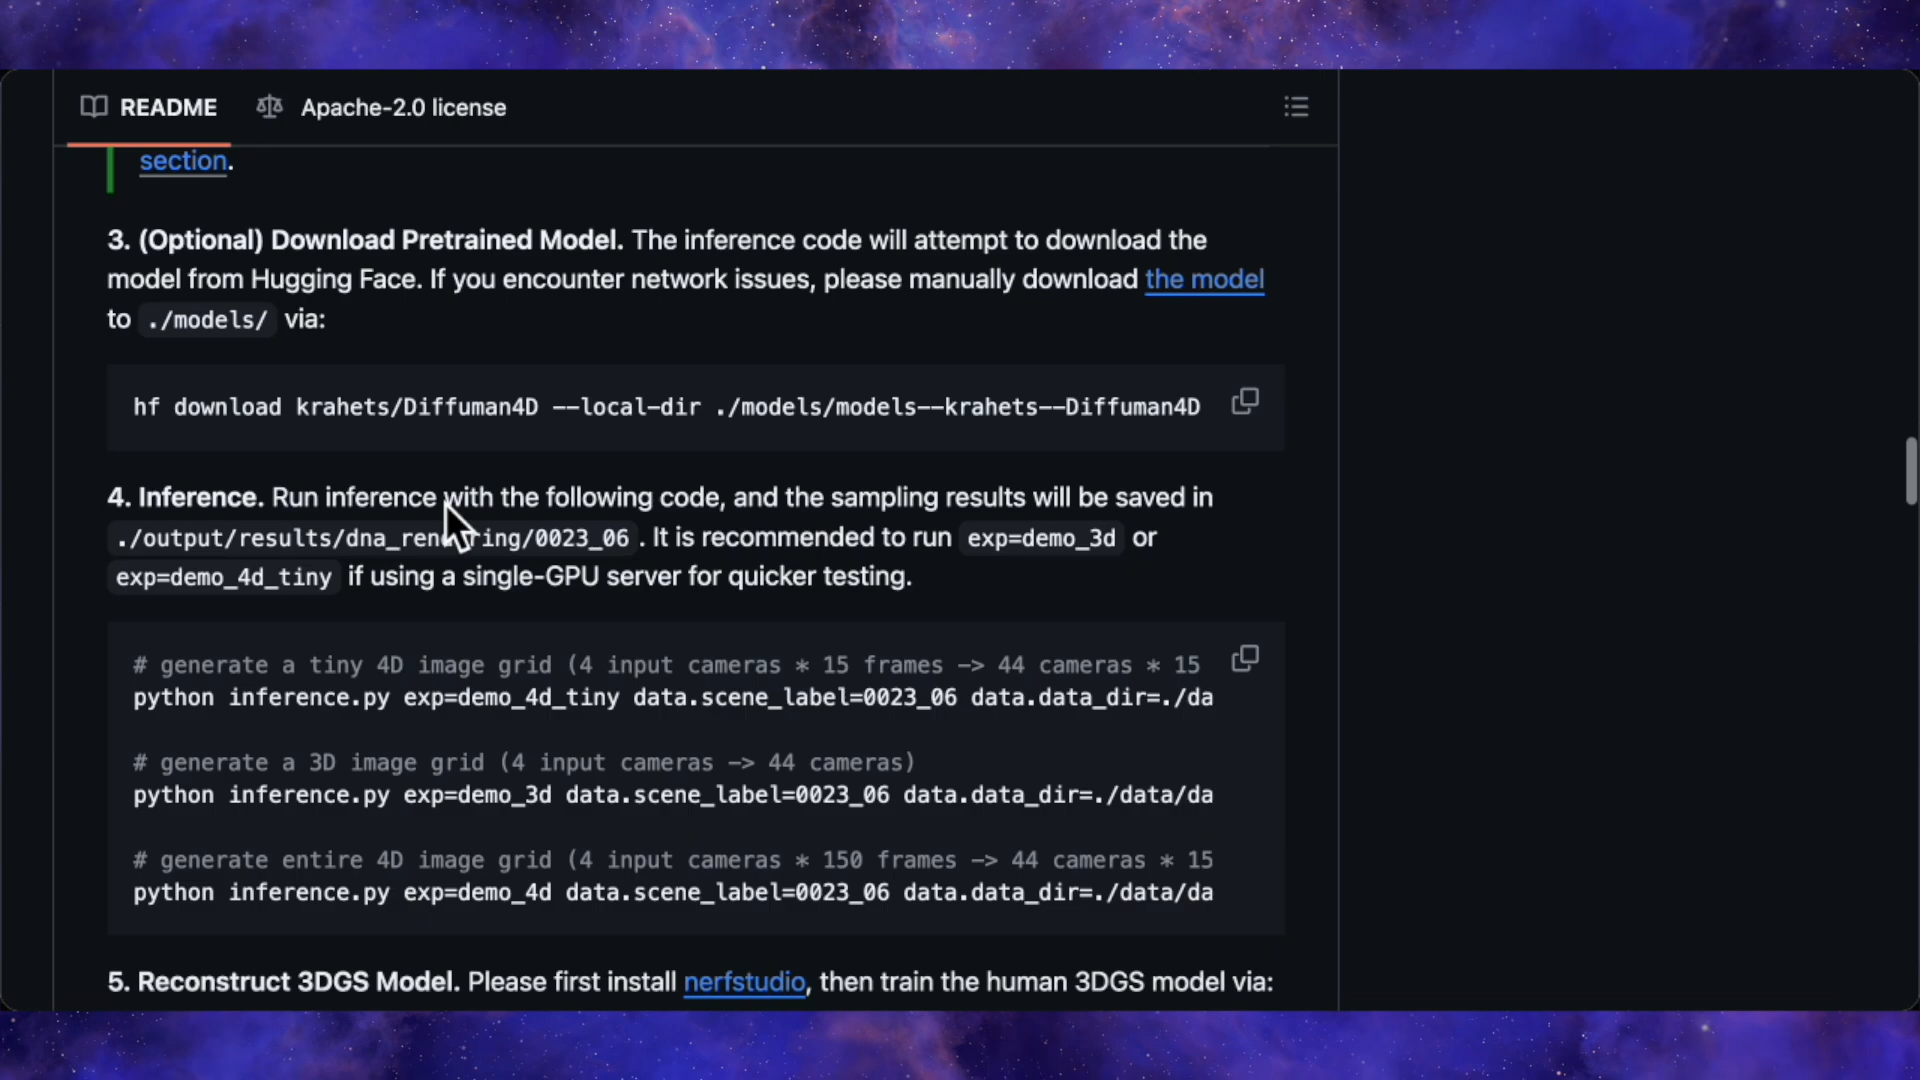 README
Apache-2.0 license
section.
3. (Optional) Download Pretrained Model. The inference code will attempt to download the
model from Hugging Face. If you encounter network issues, please manually download the model
to ./models/ via:
hf download krahets/Diffuman4D --local-dir ./models/models--krahets--Diffuman4D
4. Inference. Run inference with the following code, and the sampling results will be saved in
./output/results/dna_rendering/0023_06 . It is recommended to run exp=demo_3d or
exp=demo_4d_tiny if using a single-GPU server for quicker testing.
# generate a tiny 4D image grid (4 input cameras * 15 frames -> 44 cameras * 15
python inference.py exp=demo_4d_tiny data.scene_label=0023_06 data.data_dir=./da
# generate a 3D image grid (4 input cameras -> 44 cameras)
python inference.py exp=demo_3d data.scene_label=0023_06 data.data_dir=./data/da
# generate entire 4D image grid (4 input cameras * 150 frames -> 44 cameras * 15
python inference.py exp=demo_4d data.scene_label=0023_06 data.data_dir=./data/da
5. Reconstruct 3DGS Model. Please first install nerfstudio, then train the human 3DGS model via: